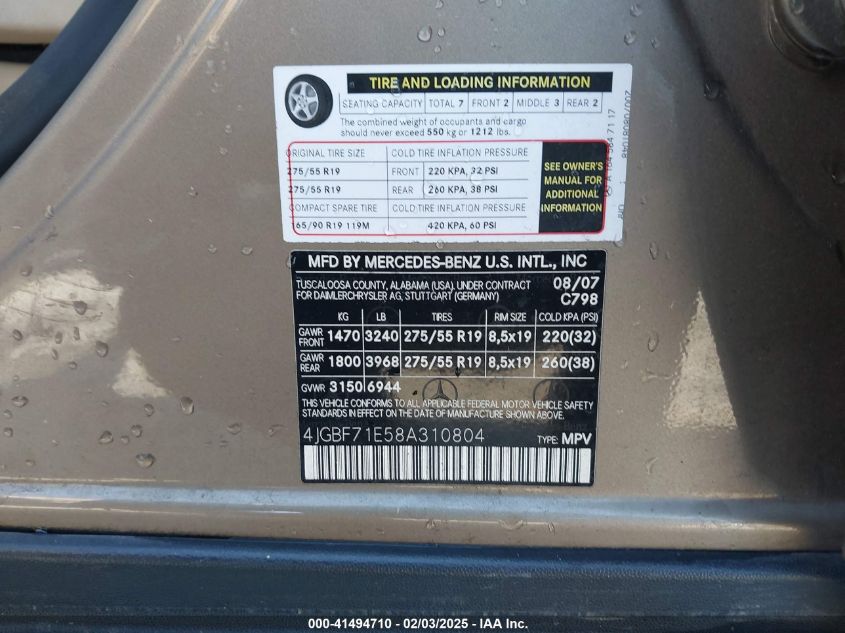 TIRE AND LOADING INFORMATION
SEATING CAPACITY TOTAL 7 FRONT 2 MIDDLE 3 REAR 2
The combined weight of occupants and cargo
should never exceed 550 kg or 1212 lbs.
ORIGINAL TIRE SIZE COLD TIRE INFLATION PRESSURE
275/55 R19 FRONT 220 KPA, 32 PSI
275/55 R19 REAR 260 KPA, 38 PSI
COMPACT SPARE TIRE COLD TIRE INFLATION PRESSURE
165/90 R19 119M 420 KPA, 60 PSI
SEE OWNER'S
MANUAL FOR
ADDITIONAL
INFORMATION
MFD BY MERCEDES-BENZ U.S. INTL., INC
TUSCALOOSA COUNTY, ALABAMA (USA), UNDER CONTRACT 08/07
FOR DAIMLERCHRYSLER AG, STUTTGART (GERMANY) C798
KG LB TIRES RIM SIZE COLD KPA (PSI)
GAWR FRONT 1470 3240 275/55 R19 8,5x19 220(32)
GAWR REAR 1800 3968 275/55 R19 8,5x19 260(38)
GVWR 3150 6944
THIS VEHICLE CONFORMS TO ALL APPLICABLE FEDERAL MOTOR VEHICLE SAFETY
STANDARDS IN EFFECT ON THE DATE OF MANUFACTURE SHOWN ABOVE.
4JGBF71E58A310804 TYPE: MPV
000-41494710 - 02/03/2025 - IAA Inc.